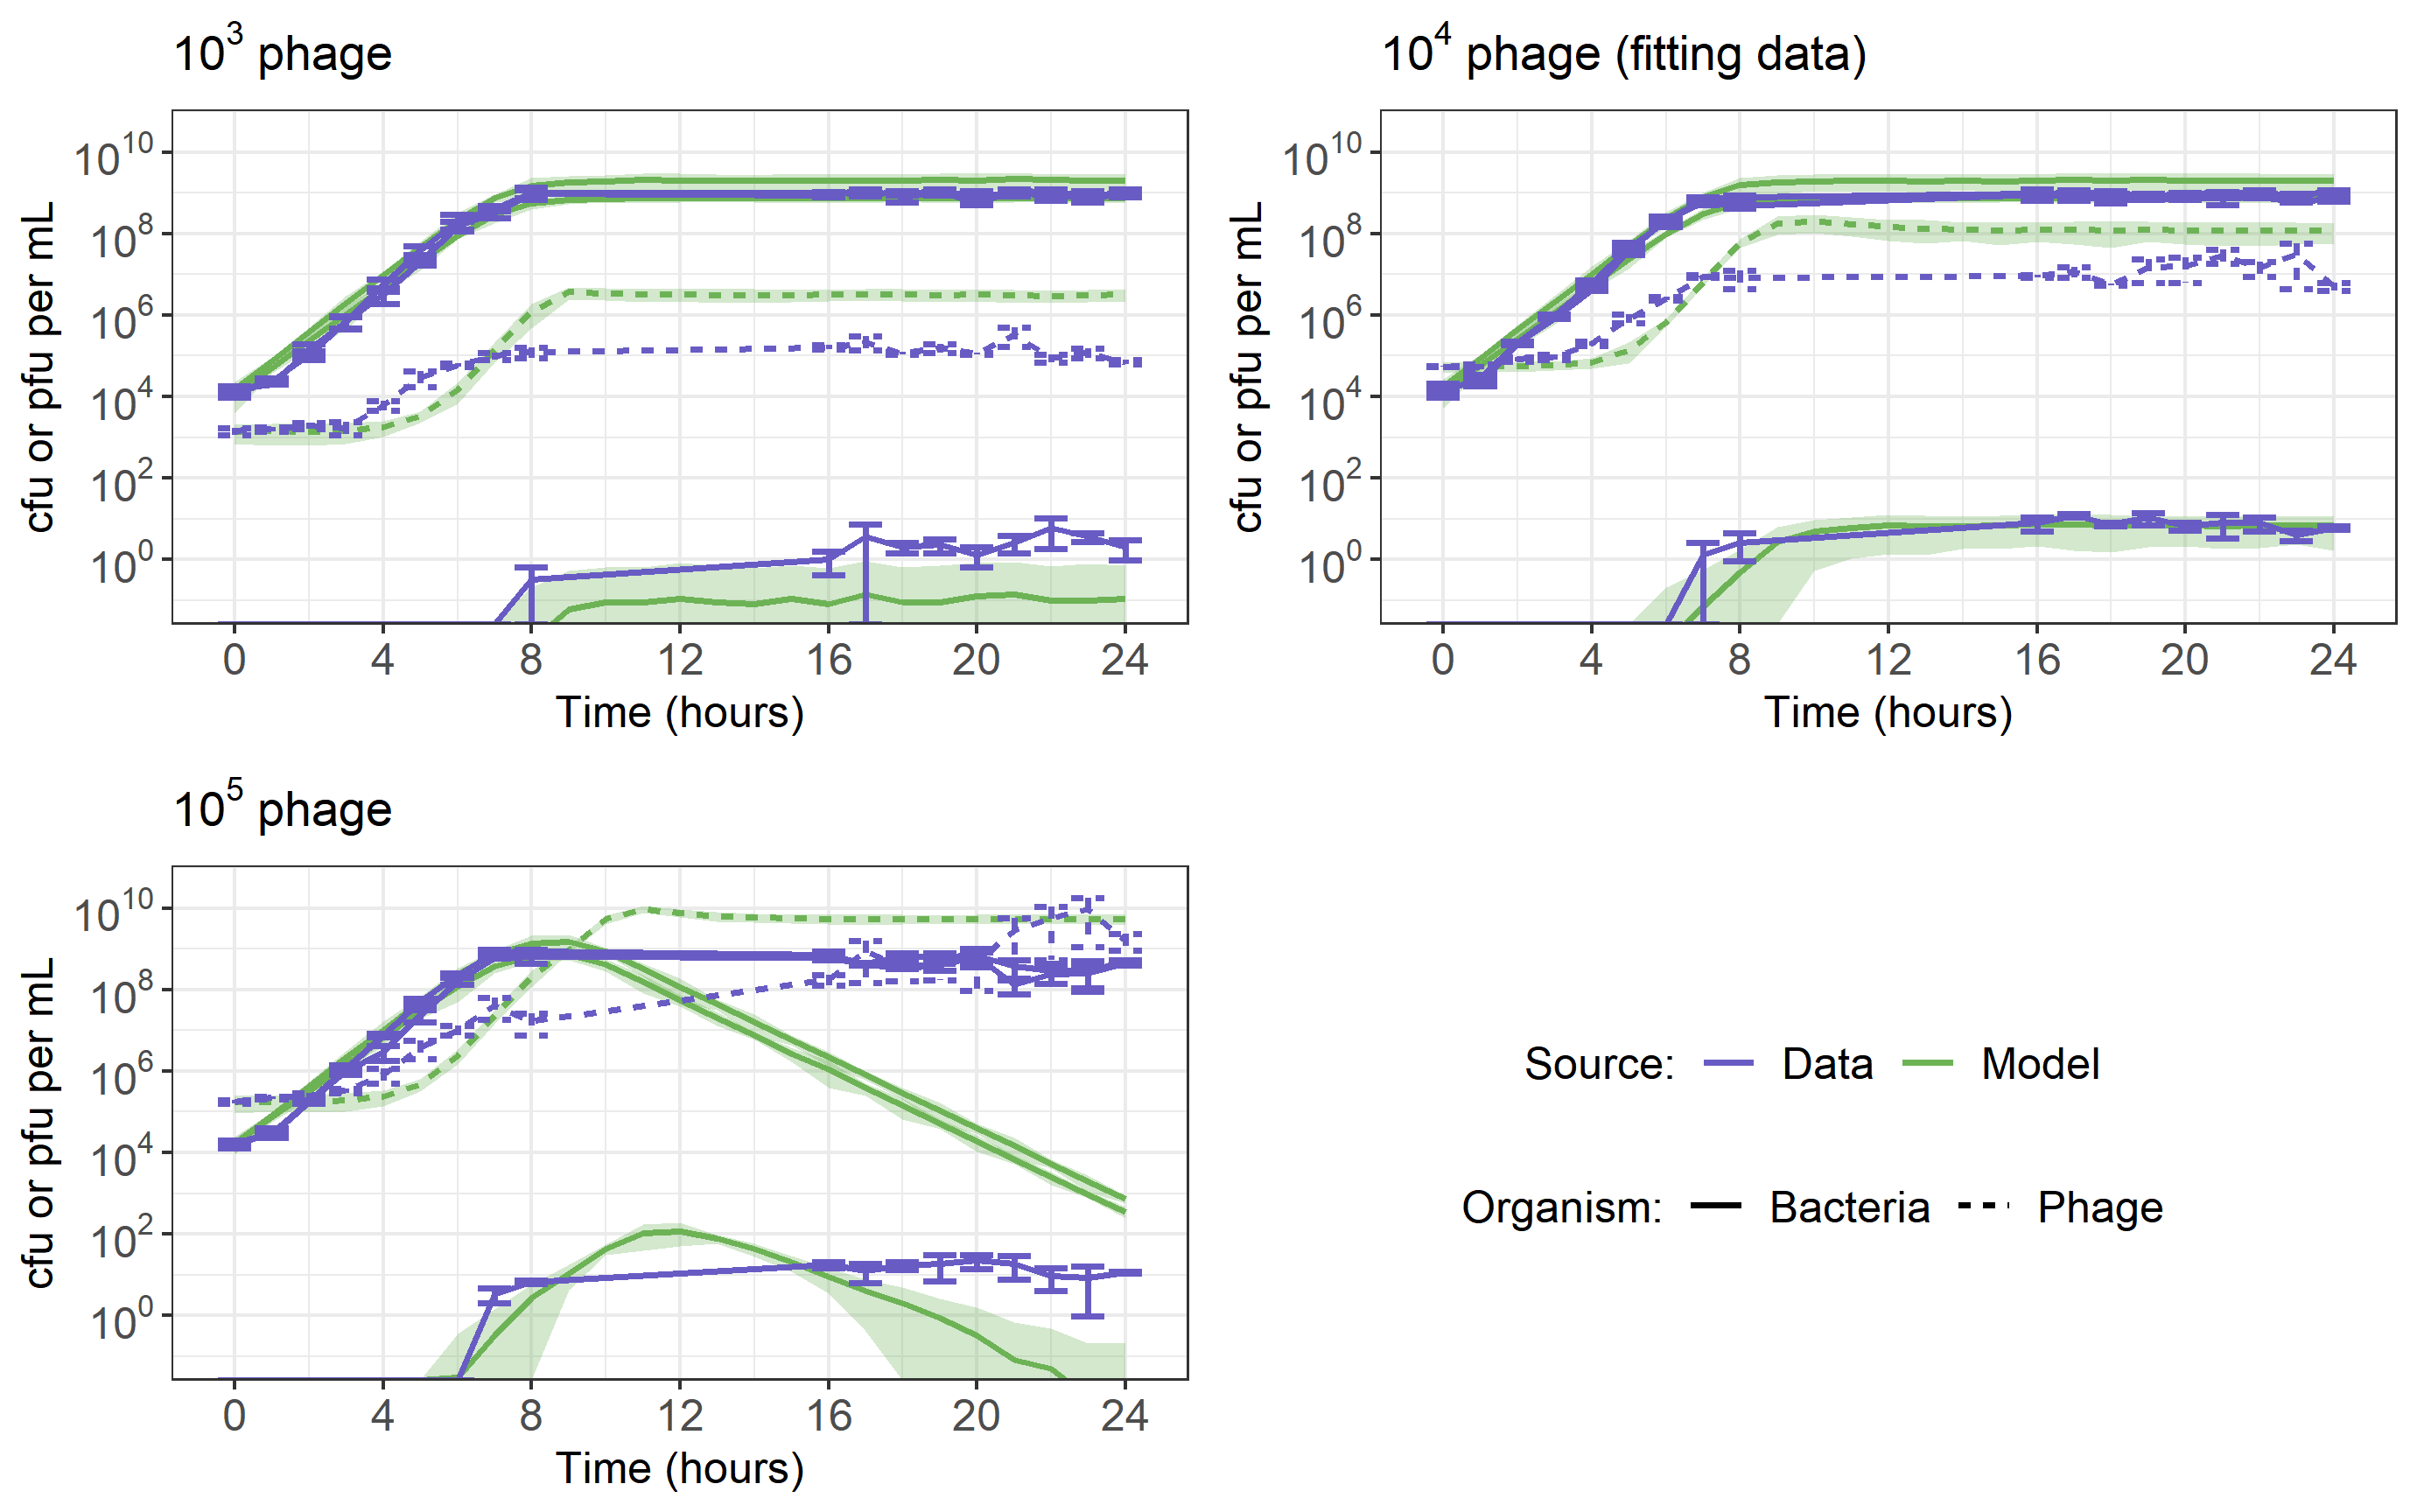 10³ phage
cfu or pfu per mL
10¹⁰
10⁸
10⁶
10⁴
10²
10⁰
0 4 8 12 16 20 24
Time (hours)
10⁴ phage (fitting data)
cfu or pfu per mL
10¹⁰
10⁸
10⁶
10⁴
10²
10⁰
0 4 8 12 16 20 24
Time (hours)
10⁵ phage
cfu or pfu per mL
10¹⁰
10⁸
10⁶
10⁴
10²
10⁰
0 4 8 12 16 20 24
Time (hours)
Source: Data Model
Organism: Bacteria Phage